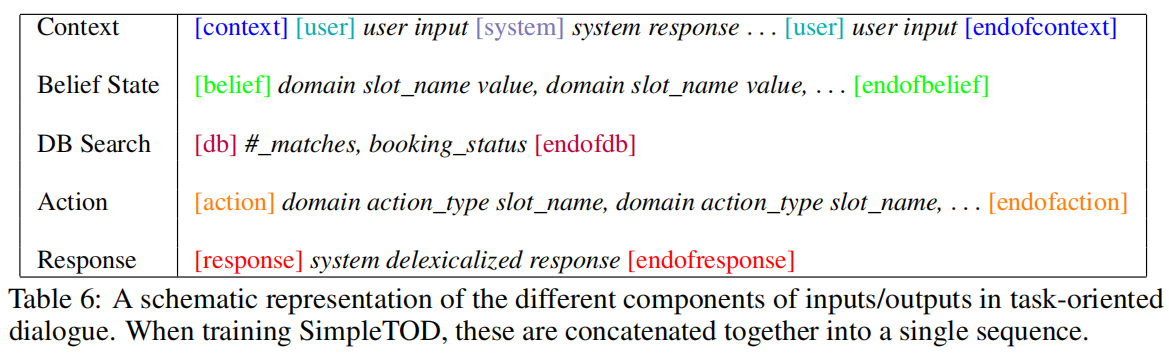 Context [context] [user] user input [system] system response . . . [user] user input [endofcontext]
Belief State [belief] domain slot_name value, domain slot_name value, . . . [endofbelief]
DB Search [db] #_matches, booking_status [endofdb]
Action [action] domain action_type slot_name, domain action_type slot_name, . . . [endofaction]
Response [response] system delexicalized response [endofresponse]
Table 6: A schematic representation of the different components of inputs/outputs in task-oriented
dialogue. When training SimpleTOD, these are concatenated together into a single sequence.